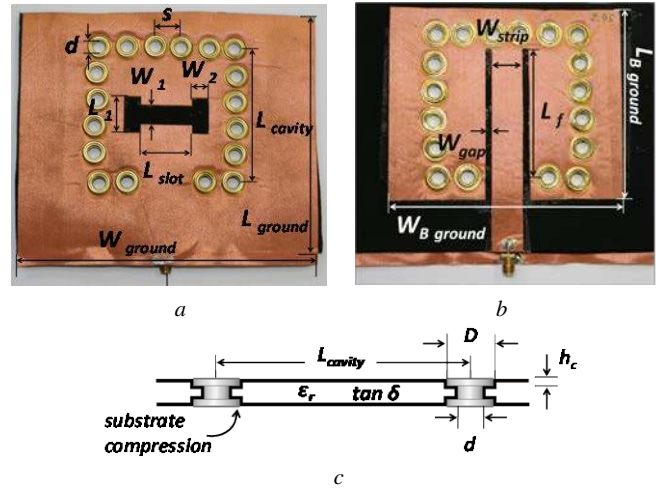 S
d
W 1
W 2
L 1
L cavity
L slot
L ground
W ground
a
W strip
L B ground
L f
W gap
W B ground
b
D
L cavity
h c
ε r tan δ
substrate
compression
d
c